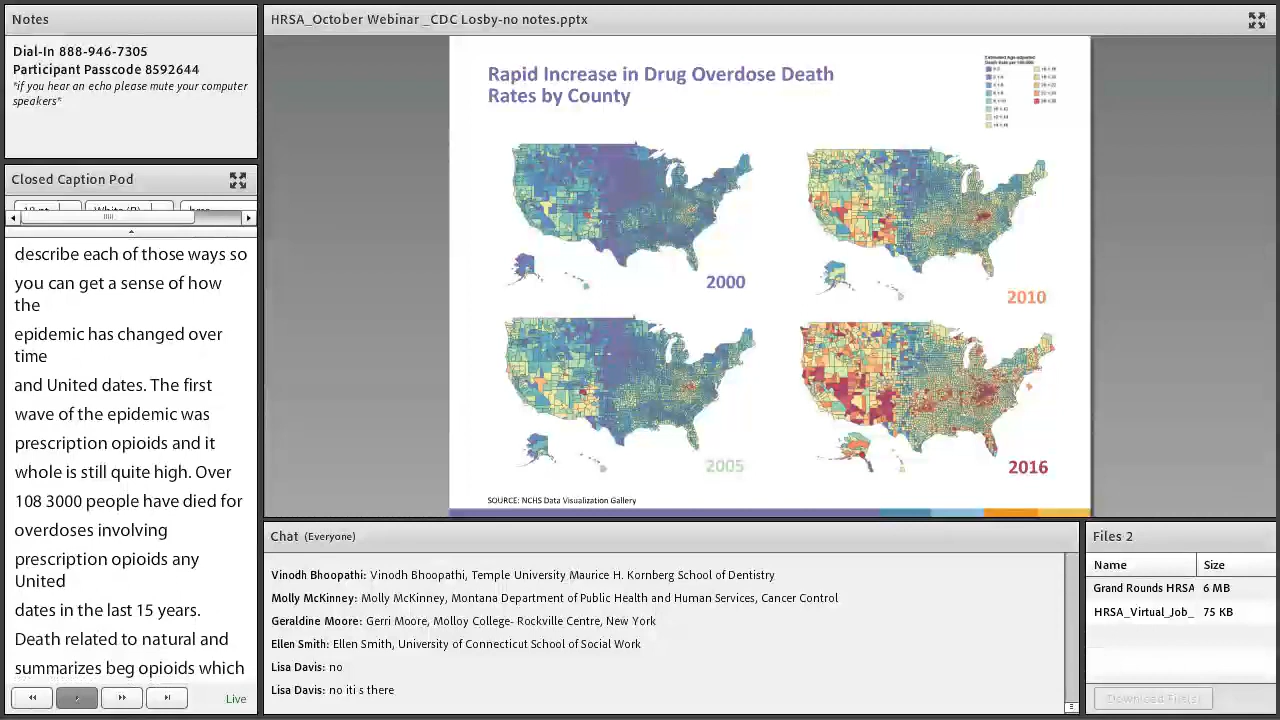 Notes
Dial-In 888-946-7305
Participant Passcode 8592644
*if you hear an echo please mute your computer
speakers*
Closed Caption Pod
describe each of those ways so
you can get a sense of how
the
epidemic has changed over
time
and United dates. The first
wave of the epidemic was
prescription opioids and it
whole is still quite high. Over
108 3000 people have died for
overdoses involving
prescription opioids any
United
dates in the last 15 years.
Death related to natural and
summarizes beg opioids which
Live
HRSA_October Webinar _CDC Losby-no notes.pptx
Rapid Increase in Drug Overdose Death
Rates by County
Estimated Age-adjusted
Death Rate per 100,000
2000
2010
2005
2016
SOURCE: NCHS Data Visualization Gallery
Chat (Everyone)
Vinodh Bhoopathi: Vinodh Bhoopathi, Temple University Maurice H. Kornberg School of Dentistry
Molly McKinney: Molly McKinney, Montana Department of Public Health and Human Services, Cancer Control
Geraldine Moore: Gerri Moore, Molloy College- Rockville Centre, New York
Ellen Smith: Ellen Smith, University of Connecticut School of Social Work
Lisa Davis: no
Lisa Davis: no iti s there
Files 2
Name Size
Grand Rounds HRSA 6 MB
HRSA_Virtual_Job_ 75 KB
Download File(s)